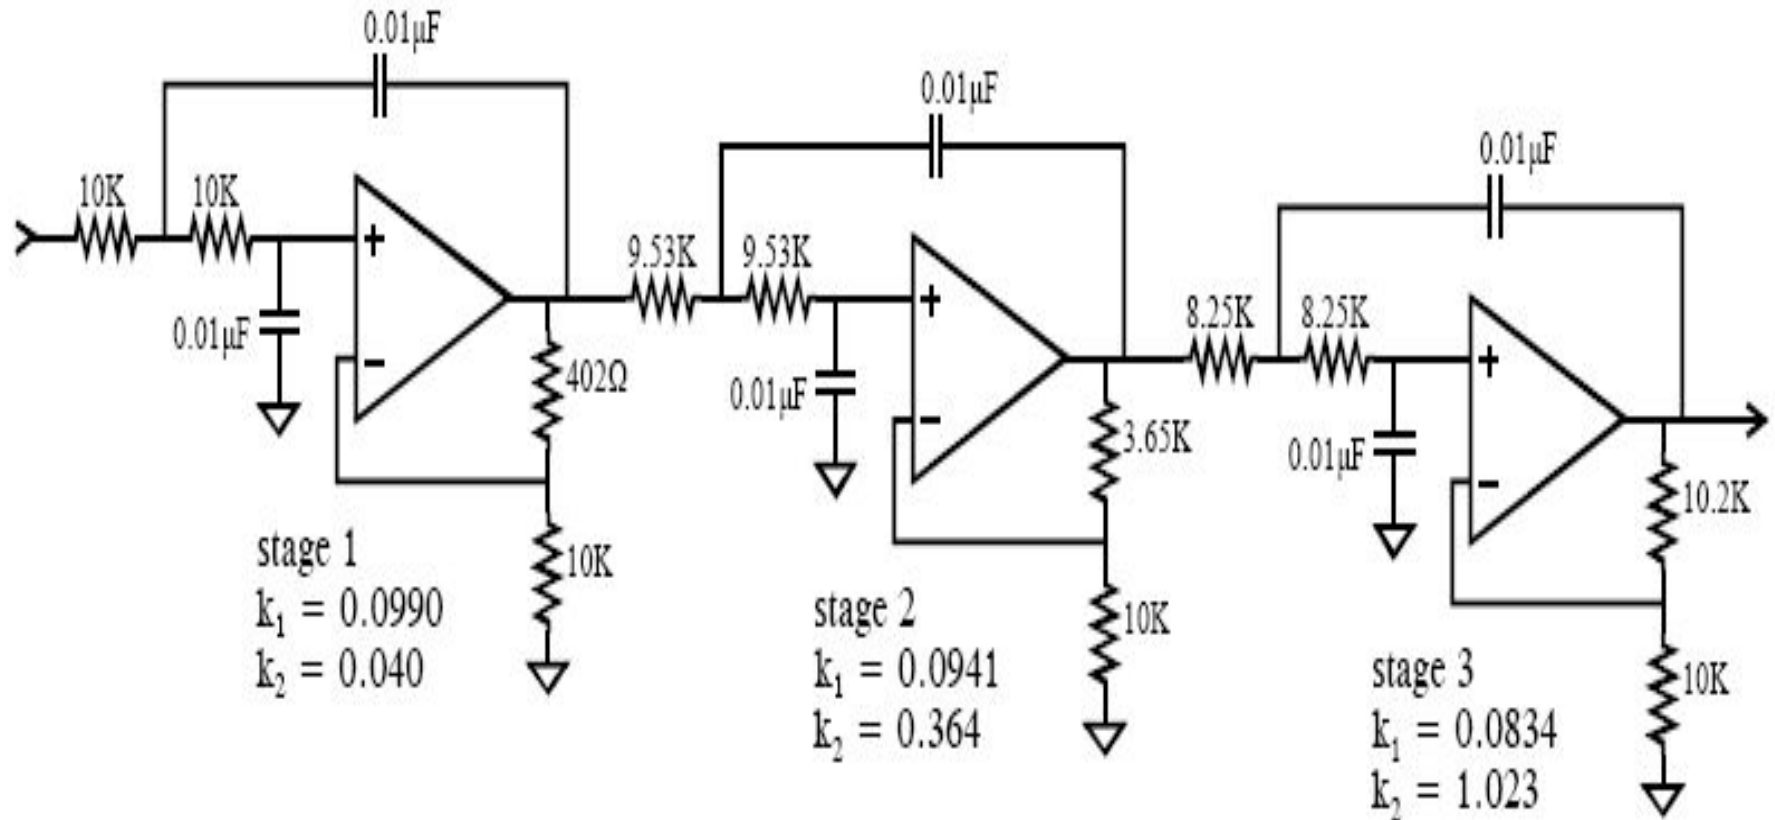 0.01µF
10K
10K
+
0.01µF
−
402Ω
10K
stage 1
k₁ = 0.0990
k₂ = 0.040
0.01µF
9.53K
9.53K
+
0.01µF
−
3.65K
10K
stage 2
k₁ = 0.0941
k₂ = 0.364
0.01µF
8.25K
8.25K
+
0.01µF
−
10.2K
10K
stage 3
k₁ = 0.0834
k₂ = 1.023